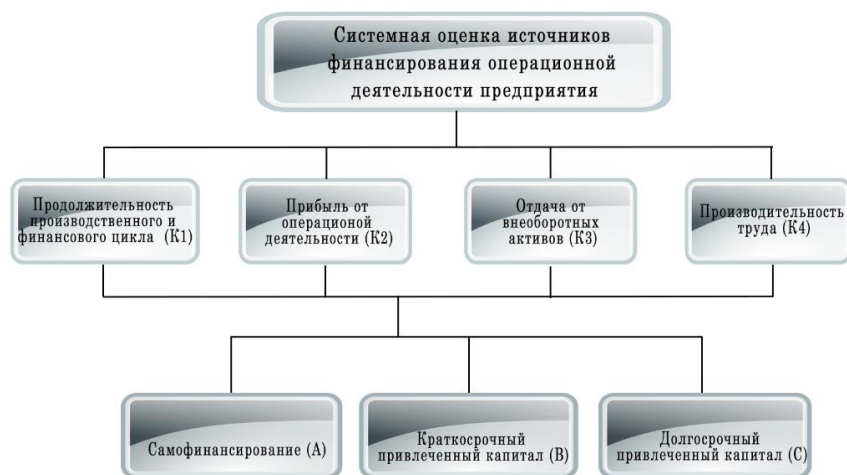 Системная оценка источников
финансирования операционной
деятельности предприятия
Продолжительность
производственного и
финансового цикла (К1)
Прибыль от
операционой
деятельности (К2)
Отдача от
внеоборотных
активов (К3)
Производительность
труда (К4)
Самофинансирование (А)
Краткосрочный
привлеченный капитал (В)
Долгосрочный
привлеченный капитал (С)